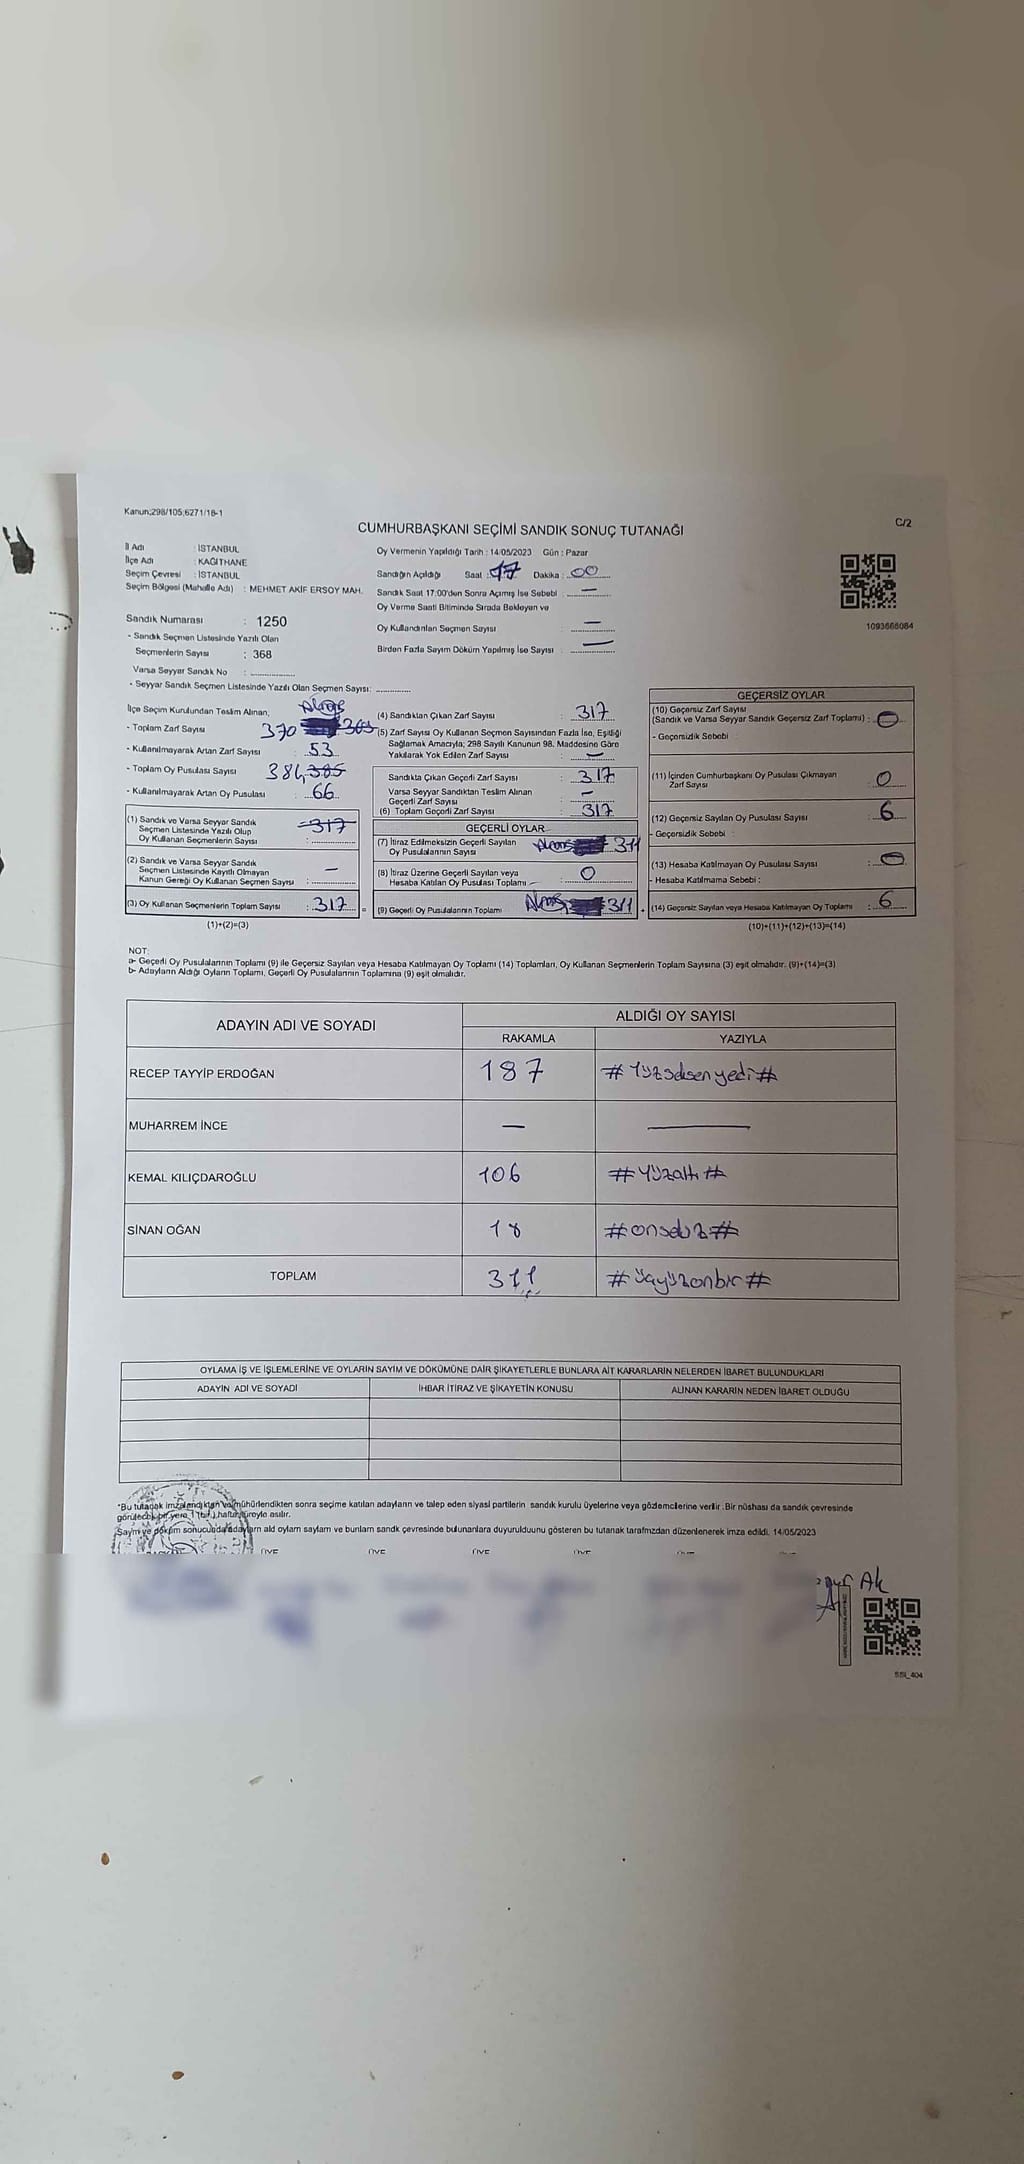 Kanun;298/105;6271/18-1
C/2
CUMHURBAŞKANI SEÇİMİ SANDIK SONUÇ TUTANAĞI
İl Adı : İSTANBUL
İlçe Adı : KAĞITHANE
Seçim Çevresi : İSTANBUL
Seçim Bölgesi (Mahalle Adı) : MEHMET AKİF ERSOY MAH.
Sandık Numarası : 1250
- Sandık Seçmen Listesinde Yazılı Olan
Seçmenlerin Sayısı : 368
Varsa Seyyar Sandık No :
- Seyyar Sandık Seçmen Listesinde Yazılı Olan Seçmen Sayısı:
Oy Vermenin Yapıldığı Tarih : 14/05/2023 Gün : Pazar
Sandığın Açıldığı Saat : 17 Dakika : 00
Sandık Saat 17:00'den Sonra Açmış İse Sebebi : —
Oy Verme Saati Bitiminde Sırada Bekleyen ve
Oy Kullandırılan Seçmen Sayısı —
Birden Fazla Sayım Döküm Yapılmış İse Sayısı : —
1093666084
İlçe Seçim Kurulundan Teslim Alınan,
- Toplam Zarf Sayısı 370
- Kullanılmayarak Artan Zarf Sayısı : 53
- Toplam Oy Pusulası Sayısı 385
- Kullanılmayarak Artan Oy Pusulası : 66
(1) Sandık ve Varsa Seyyar Sandık
Seçmen Listesinde Yazılı Olup
Oy Kullanan Seçmenlerin Sayısı : 317
(2) Sandık ve Varsa Seyyar Sandık
Seçmen Listesinde Kayıtlı Olmayan
Kanun Gereği Oy Kullanan Seçmen Sayısı : —
(3) Oy Kullanan Seçmenlerin Toplam Sayısı : 317 =
(1)+(2)=(3)
(4) Sandıktan Çıkan Zarf Sayısı : 317
(5) Zarf Sayısı Oy Kullanan Seçmen Sayısından Fazla İse, Eşitliği
Sağlamak Amacıyla; 298 Sayılı Kanunun 98. Maddesine Göre
Yakılarak Yok Edilen Zarf Sayısı : —
Sandıkta Çıkan Geçerli Zarf Sayısı : 317
Varsa Seyyar Sandıktan Teslim Alınan
Geçerli Zarf Sayısı : —
(6) Toplam Geçerli Zarf Sayısı : 317
GEÇERLİ OYLAR
(7) İtiraz Edilmeksizin Geçerli Sayılan
Oy Pusulalarının Sayısı 311
(8) İtiraz Üzerine Geçerli Sayılan veya
Hesaba Katılan Oy Pusulası Toplamı : 0
(9) Geçerli Oy Pusulalarının Toplamı 311 +
GEÇERSİZ OYLAR
(10) Geçersiz Zarf Sayısı
(Sandık ve Varsa Seyyar Sandık Geçersiz Zarf Toplamı) : 0
- Geçersizlik Sebebi :
(11) İçinden Cumhurbaşkanı Oy Pusulası Çıkmayan
Zarf Sayısı : 0
(12) Geçersiz Sayılan Oy Pusulası Sayısı : 6
- Geçersizlik Sebebi :
(13) Hesaba Katılmayan Oy Pusulası Sayısı : 0
- Hesaba Katılmama Sebebi :
(14) Geçersiz Sayılan veya Hesaba Katılmayan Oy Toplamı : 6
(10)+(11)+(12)+(13)=(14)
NOT:
a- Geçerli Oy Pusulalarının Toplamı (9) ile Geçersiz Sayılan veya Hesaba Katılmayan Oy Toplamı (14) Toplamları, Oy Kullanan Seçmenlerin Toplam Sayısına (3) eşit olmalıdır. (9)+(14)=(3)
b- Adayların Aldığı Oyların Toplamı, Geçerli Oy Pusulalarının Toplamına (9) eşit olmalıdır.
ADAYIN ADI VE SOYADI
ALDIĞI OY SAYISI
RAKAMLA YAZIYLA
RECEP TAYYİP ERDOĞAN 187 #Yüzseksenyedi#
MUHARREM İNCE — —
KEMAL KILIÇDAROĞLU 106 #Yüzaltı#
SİNAN OĞAN 18 #onsekiz#
TOPLAM 311 #üçyüzonbir#
OYLAMA İŞ VE İŞLEMLERİNE VE OYLARIN SAYIM VE DÖKÜMÜNE DAİR ŞİKAYETLERLE BUNLARA AİT KARARLARIN NELERDEN İBARET BULUNDUKLARI
ADAYIN ADI VE SOYADI İHBAR İTİRAZ VE ŞİKAYETİN KONUSU ALINAN KARARIN NEDEN İBARET OLDUĞU
*Bu tutanak imzalandıktan ve mühürlendikten sonra seçime katılan adayların ve talep eden siyasi partilerin sandık kurulu üyelerine veya gözlemcilerine verilir. Bir nüshası da sandık çevresinde
görülecek bir yere 1 (bir) hafta süreyle asılır.
Sayım ve döküm sonucunda adayların ald oyların saylam ve bunların sandk çevresinde bulunanlara duyurulduunu gösteren bu tutanak tarafmzdan düzenlenerek imza edildi. 14/05/2023
ÜYE ÜYE ÜYE ÜYE
Ak
SSI_404